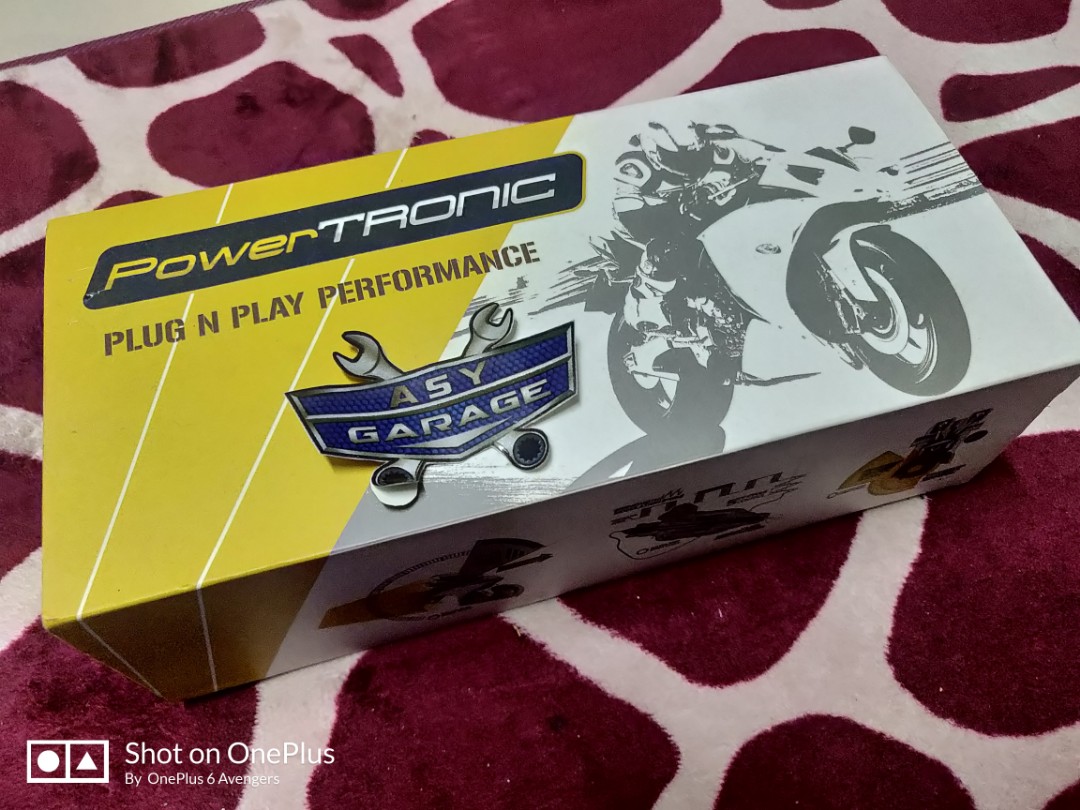 PowerTRONIC
PLUG N PLAY PERFORMANCE
ASY
GARAGE
Shot on OnePlus
By OnePlus 6 Avengers